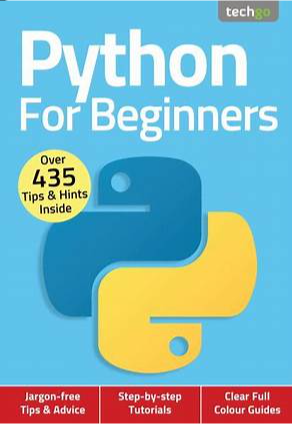 techgo
Python
For Beginners
Over
435
Tips & Hints
Inside
Jargon-free
Tips & Advice
Step-by-step
Tutorials
Clear Full
Colour Guides